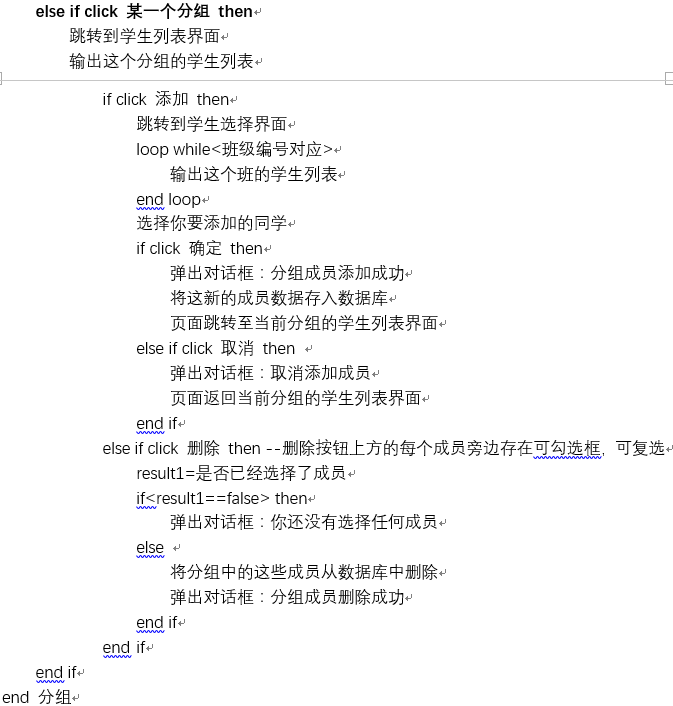 else if click 某一个分组 then
跳转到学生列表界面
输出这个分组的学生列表
if click 添加 then
跳转到学生选择界面
loop while<班级编号对应>
输出这个班的学生列表
end loop
选择你要添加的同学
if click 确定 then
弹出对话框：分组成员添加成功
将这新的成员数据存入数据库
页面跳转至当前分组的学生列表界面
else if click 取消 then
弹出对话框：取消添加成员
页面返回当前分组的学生列表界面
end if
else if click 删除 then --删除按钮上方的每个成员旁边存在可勾选框，可复选
result1=是否已经选择了成员
if<result1==false> then
弹出对话框：你还没有选择任何成员
else
将分组中的这些成员从数据库中删除
弹出对话框：分组成员删除成功
end if
end if
end if
end 分组